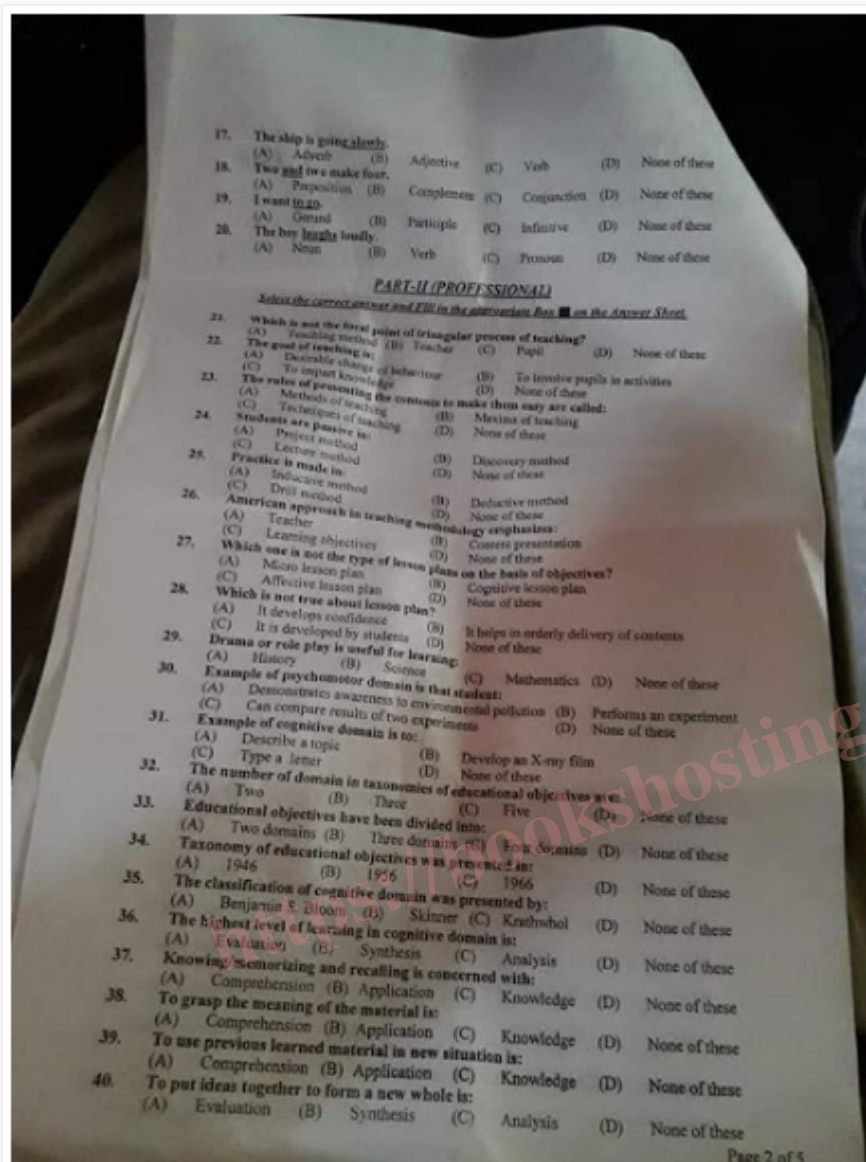 17. The ship is going slowly.
(A) Adverb (B) Adjective (C) Verb (D) None of these
18. Two and two make four.
(A) Preposition (B) Complement (C) Conjunction (D) None of these
19. I want to go.
(A) Gerund (B) Participle (C) Infinitive (D) None of these
20. The boy laughs loudly.
(A) Noun (B) Verb (C) Pronoun (D) None of these
PART-II (PROFESSIONAL)
Select the correct answer and Fill in the appropriate Box ■ on the Answer Sheet.
21. Which is not the focal point of triangular process of teaching?
(A) Teaching method (B) Teacher (C) Pupil (D) None of these
22. The goal of teaching is:
(A) Desirable change of behaviour (B) To involve pupils in activities
(C) To impart knowledge (D) None of these
23. The rules of presenting the contents to make them easy are called:
(A) Methods of teaching (B) Maxims of teaching
(C) Techniques of teaching (D) None of these
24. Students are passive in:
(A) Project method (B) Discovery method
(C) Lecture method (D) None of these
25. Practice is made in:
(A) Inductive method (B) Deductive method
(C) Drill method (D) None of these
26. American approach in teaching methodology emphasizes:
(A) Teacher (B) Content presentation
(C) Learning objectives (D) None of these
27. Which one is not the type of lesson plans on the basis of objectives?
(A) Micro lesson plan (B) Cognitive lesson plan
(C) Affective lesson plan (D) None of these
28. Which is not true about lesson plan?
(A) It develops confidence (B) It helps in orderly delivery of contents
(C) It is developed by students (D) None of these
29. Drama or role play is useful for learning:
(A) History (B) Science (C) Mathematics (D) None of these
30. Example of psychomotor domain is that student:
(A) Demonstrates awareness to environmental pollution (B) Performs an experiment
(C) Can compare results of two experiments (D) None of these
31. Example of cognitive domain is to:
(A) Describe a topic (B) Develop an X-ray film
(C) Type a letter (D) None of these
32. The number of domain in taxonomies of educational objectives are:
(A) Two (B) Three (C) Five (D) None of these
33. Educational objectives have been divided into:
(A) Two domains (B) Three domains (C) Four domains (D) None of these
34. Taxonomy of educational objectives was presented in:
(A) 1946 (B) 1956 (C) 1966 (D) None of these
35. The classification of cognitive domain was presented by:
(A) Benjamin S. Bloom (B) Skinner (C) Krathwhol (D) None of these
36. The highest level of learning in cognitive domain is:
(A) Evaluation (B) Synthesis (C) Analysis (D) None of these
37. Knowing/memorizing and recalling is concerned with:
(A) Comprehension (B) Application (C) Knowledge (D) None of these
38. To grasp the meaning of the material is:
(A) Comprehension (B) Application (C) Knowledge (D) None of these
39. To use previous learned material in new situation is:
(A) Comprehension (B) Application (C) Knowledge (D) None of these
40. To put ideas together to form a new whole is:
(A) Evaluation (B) Synthesis (C) Analysis (D) None of these
Page 2 of 5
https://bookshosting